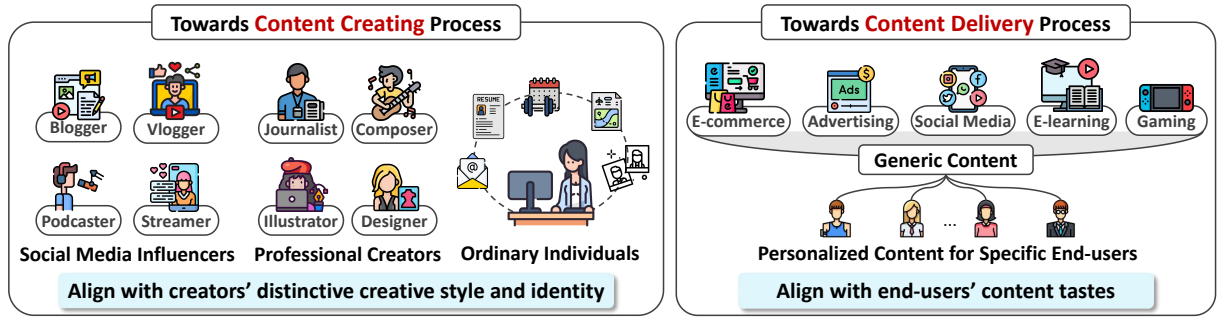 Towards Content Creating Process
Blogger
Vlogger
Journalist
Composer
RESUME
Podcaster
Streamer
Illustrator
Designer
Social Media Influencers
Professional Creators
Ordinary Individuals
Align with creators’ distinctive creative style and identity
Towards Content Delivery Process
Ads
E-commerce
Advertising
Social Media
E-learning
Gaming
Generic Content
...
Personalized Content for Specific End-users
Align with end-users’ content tastes